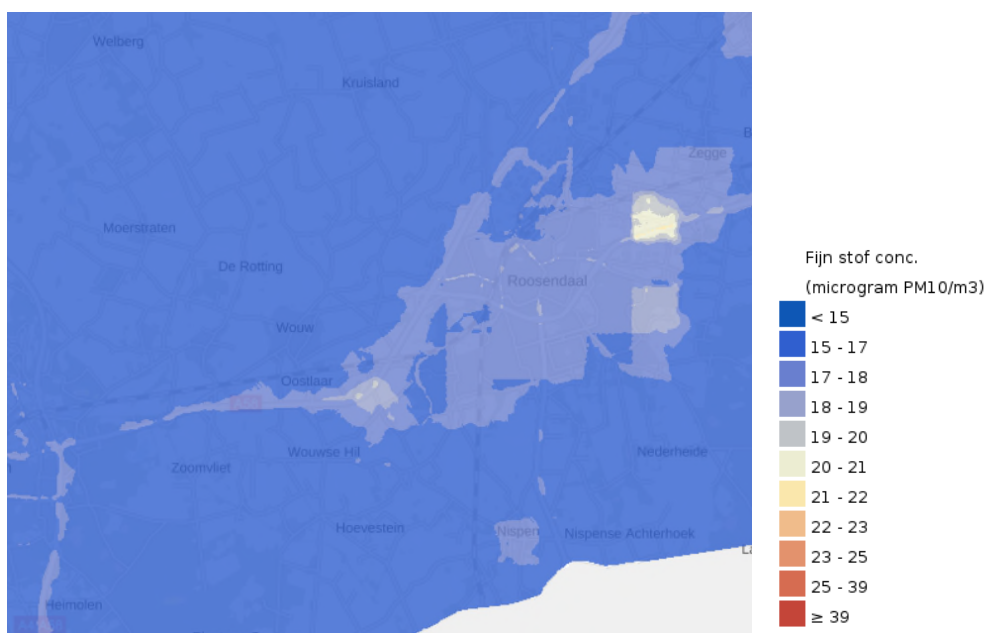 Welberg
Kruisland
Zegge
Moerstraten
De Rotting
Roosendaal
Wouw
Oostlaar
Wouwse Hil
Nederheide
Zoomvliet
Hoevestein
Nispen
Nispense Achterhoek
Heimolen
Fijn stof conc.
(microgram PM10/m3)
< 15
15 - 17
17 - 18
18 - 19
19 - 20
20 - 21
21 - 22
22 - 23
23 - 25
25 - 39
≥ 39